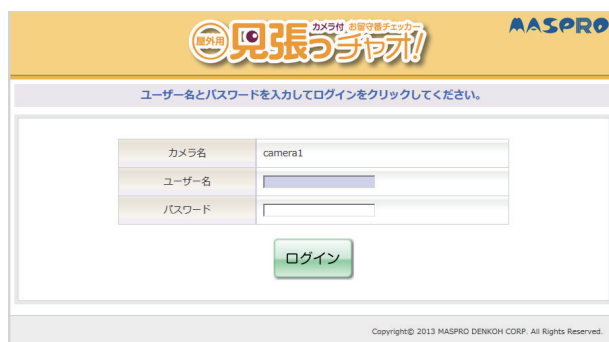 カメラ付 お留守番チェッカー
屋外用 見張っチャオ!
MASPRO
ユーザー名とパスワードを入力してログインをクリックしてください。
カメラ名 camera1
ユーザー名
パスワード
ログイン
Copyright© 2013 MASPRO DENKOH CORP. All Rights Reserved.